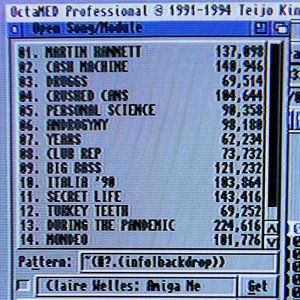 OctaMED Professional © 1991-1994 Teijo Kin
Open Song/Module
01. MARTIN HANNETT 137,098
02. CASH MACHINE 140,946
03. DRUGGS 69,514
04. CRUSHED CANS 104,644
05. PERSONAL SCIENCE 90,358
06. ANDROGYNY 98,180
07. YEARS 62,234
08. CLUB REP 73,732
09. BIG BASS 121,232
10. ITALIA '90 103,864
11. SECRET LIFE 143,416
12. TURKEY TEETH 69,252
13. DURING THE PANDEMIC 224,616
14. MONDEO 101,776
Pattern: ~(#?.(info|backdrop))
Claire Welles: Amiga Me Get